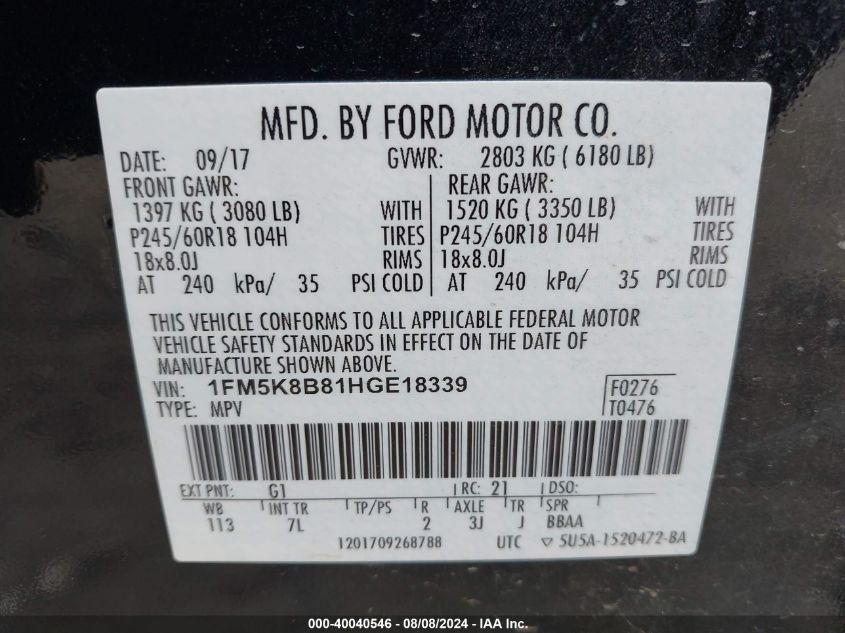 MFD. BY FORD MOTOR CO.
DATE: 09/17 GVWR: 2803 KG ( 6180 LB)
FRONT GAWR: REAR GAWR:
1397 KG ( 3080 LB) WITH 1520 KG ( 3350 LB) WITH
P245/60R18 104H TIRES P245/60R18 104H TIRES
18x8.0J RIMS 18x8.0J RIMS
AT 240 kPa/ 35 PSI COLD AT 240 kPa/ 35 PSI COLD
THIS VEHICLE CONFORMS TO ALL APPLICABLE FEDERAL MOTOR
VEHICLE SAFETY STANDARDS IN EFFECT ON THE DATE OF
MANUFACTURE SHOWN ABOVE.
VIN: 1FM5K8B81HGE18339 F0276
TYPE: MPV T0476
EXT PNT: G1 RC: 21 DSO:
WB INT TR TP/PS R AXLE TR SPR
113 7L 2 3J J BBAA
1201709268788 UTC ▽ 5U5A-1520472-BA
000-40040546 - 08/08/2024 - IAA Inc.